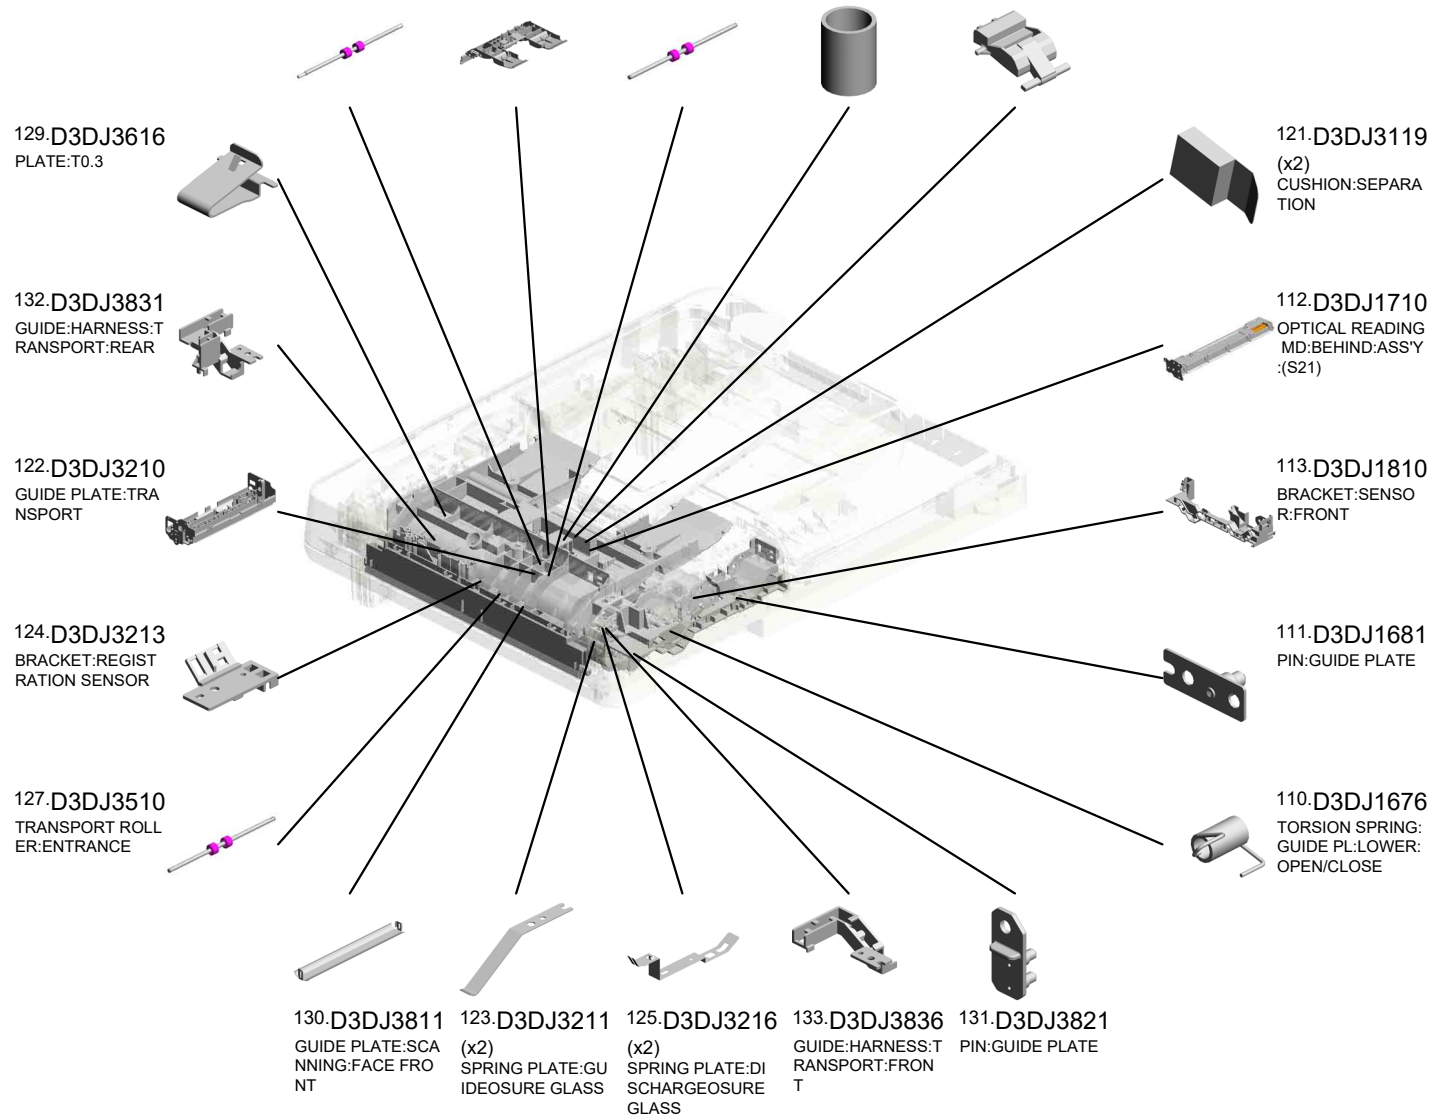 129.D3DJ3616
PLATE:T0.3
132.D3DJ3831
GUIDE:HARNESS:T
RANSPORT:REAR
122.D3DJ3210
GUIDE PLATE:TRA
NSPORT
124.D3DJ3213
BRACKET:REGIST
RATION SENSOR
127.D3DJ3510
TRANSPORT ROLL
ER:ENTRANCE
121.D3DJ3119
(x2)
CUSHION:SEPARA
TION
112.D3DJ1710
OPTICAL READING
MD:BEHIND:ASS'Y
:(S21)
113.D3DJ1810
BRACKET:SENSO
R:FRONT
111.D3DJ1681
PIN:GUIDE PLATE
110.D3DJ1676
TORSION SPRING:
GUIDE PL:LOWER:
OPEN/CLOSE
130.D3DJ3811
GUIDE PLATE:SCA
NNING:FACE FRO
NT
123.D3DJ3211
(x2)
SPRING PLATE:GU
IDEOSURE GLASS
125.D3DJ3216
(x2)
SPRING PLATE:DI
SCHARGEOSURE
GLASS
133.D3DJ3836
GUIDE:HARNESS:T
RANSPORT:FRON
T
131.D3DJ3821
PIN:GUIDE PLATE